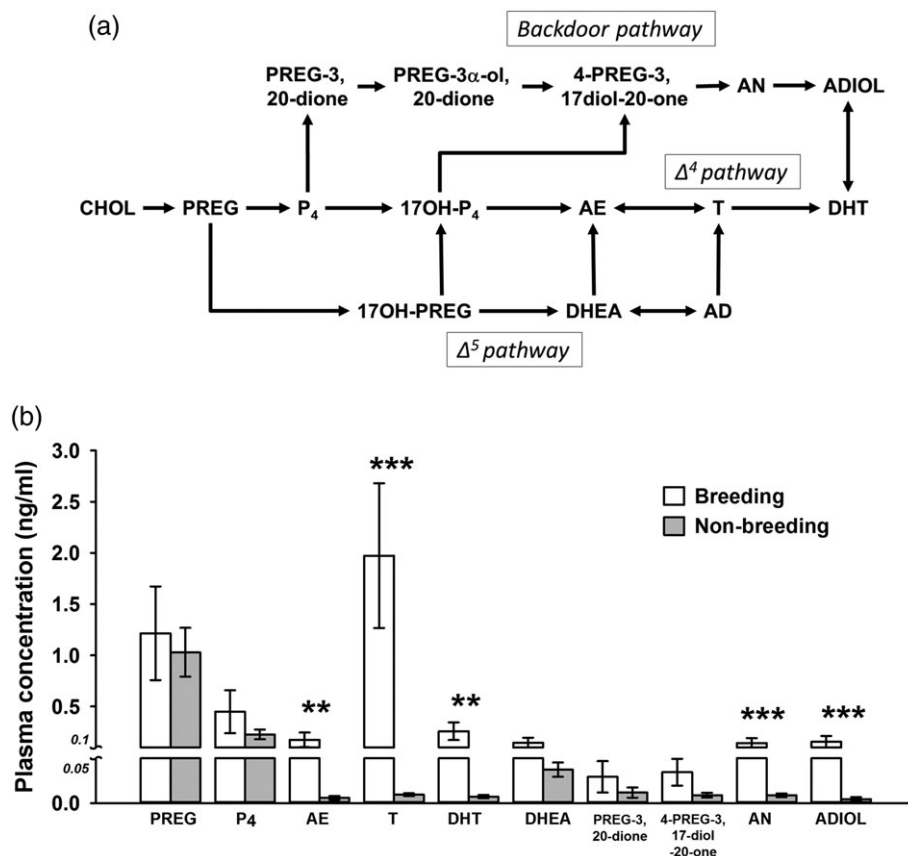 (a)
Backdoor pathway
PREG-3,
20-dione
PREG-3α-ol,
20-dione
4-PREG-3,
17diol-20-one
AN
ADIOL
Δ⁴ pathway
CHOL
PREG
P₄
17OH-P₄
AE
T
DHT
17OH-PREG
DHEA
AD
Δ⁵ pathway
(b)
Plasma concentration (ng/ml)
3.0
2.5
2.0
1.5
1.0
0.5
0.1
0.05
0.0
***
**
**
***
***
Breeding
Non-breeding
PREG
P4
AE
T
DHT
DHEA
PREG-3,
20-dione
4-PREG-3,
17-diol
-20-one
AN
ADIOL